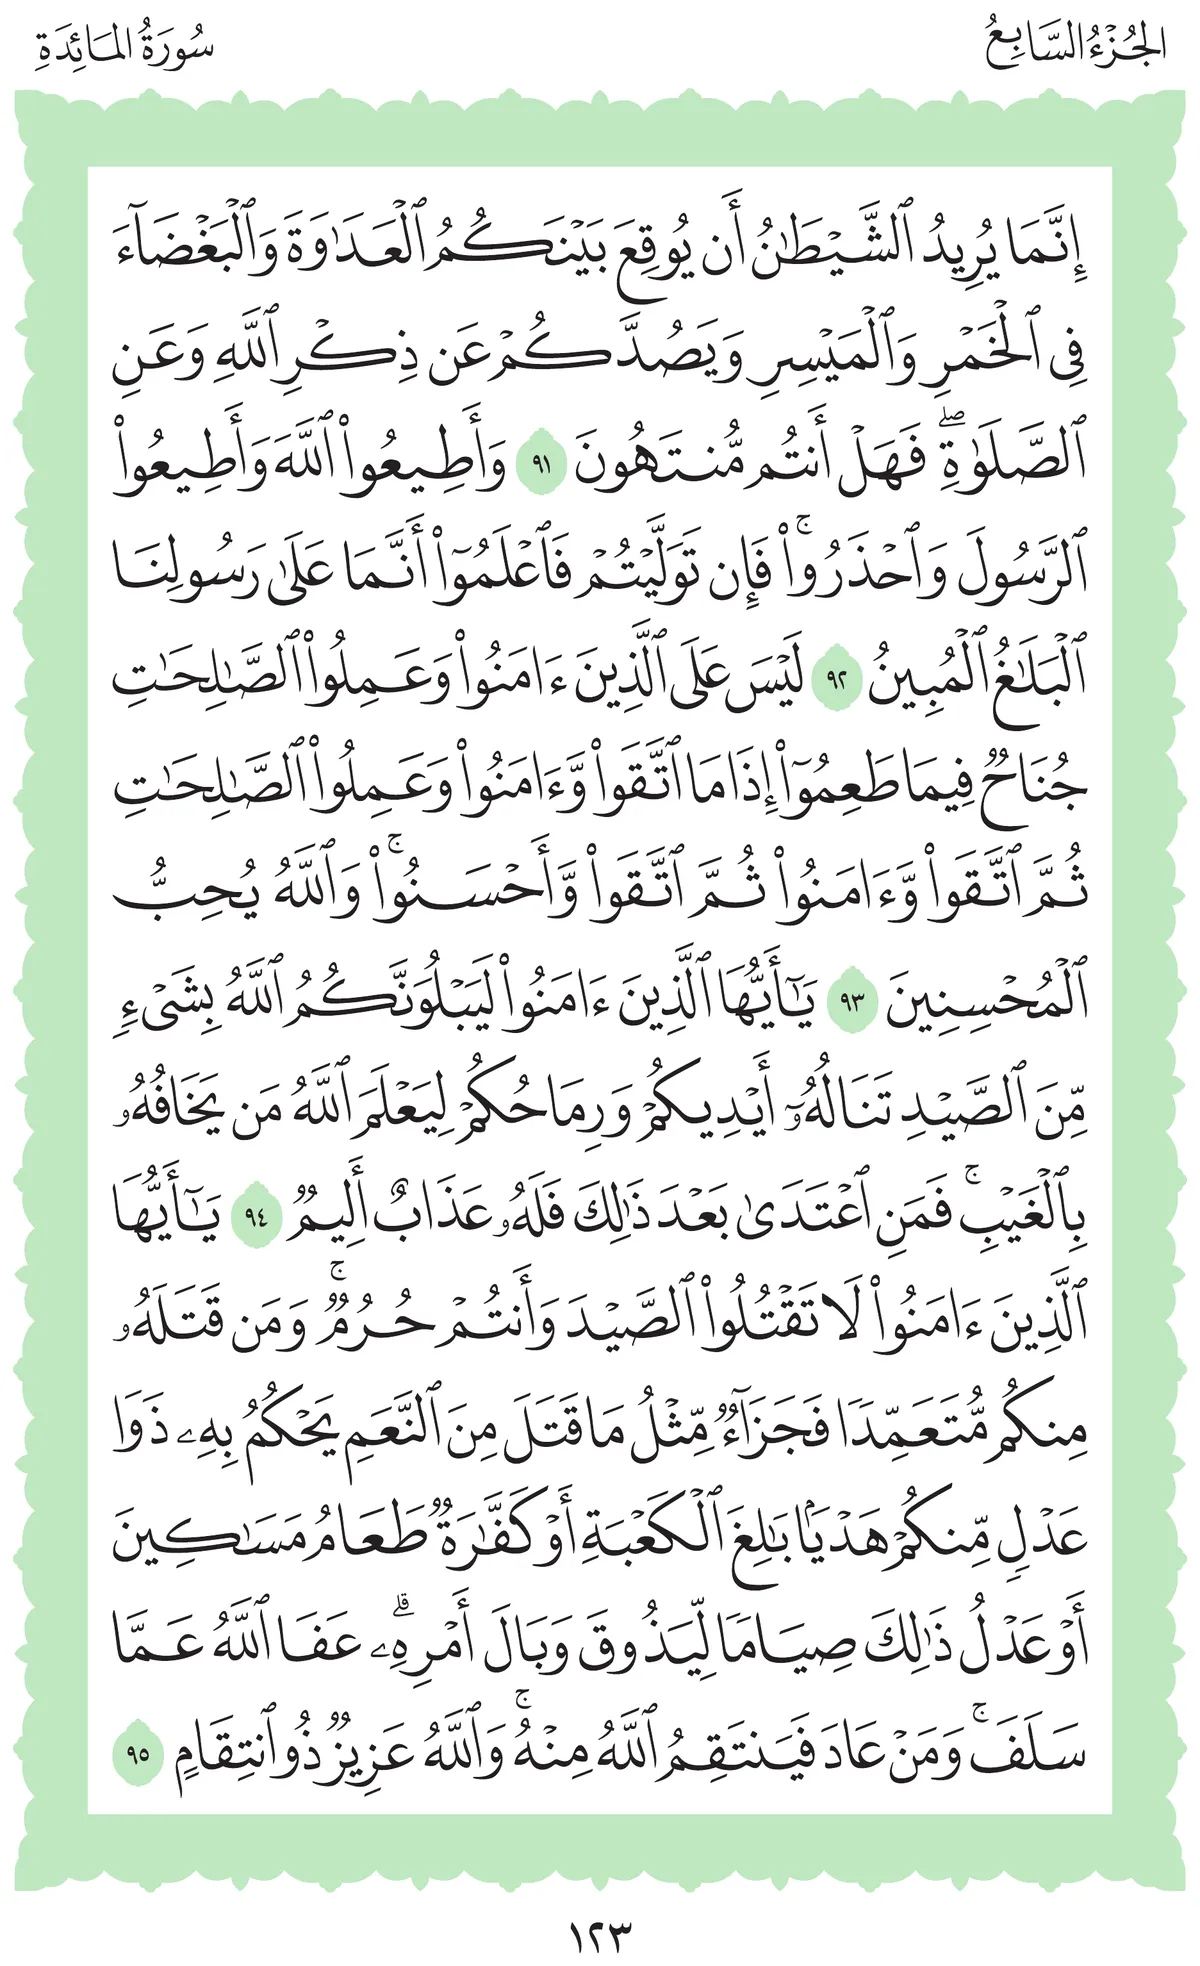 الجُزْءُ السَّابِعُ
سُورَةُ المَائِدَةِ
إِنَّمَا يُرِيدُ ٱلشَّيْطَٰنُ أَن يُوقِعَ بَيْنَكُمُ ٱلْعَدَٰوَةَ وَٱلْبَغْضَآءَ
فِى ٱلْخَمْرِ وَٱلْمَيْسِرِ وَيَصُدَّكُمْ عَن ذِكْرِ ٱللَّهِ وَعَنِ
ٱلصَّلَوٰةِ ۖ فَهَلْ أَنتُم مُّنتَهُونَ ٩١ وَأَطِيعُوا۟ ٱللَّهَ وَأَطِيعُوا۟
ٱلرَّسُولَ وَٱحْذَرُوا۟ ۚ فَإِن تَوَلَّيْتُمْ فَٱعْلَمُوٓا۟ أَنَّمَا عَلَىٰ رَسُولِنَا
ٱلْبَلَٰغُ ٱلْمُبِينُ ٩٢ لَيْسَ عَلَى ٱلَّذِينَ ءَامَنُوا۟ وَعَمِلُوا۟ ٱلصَّٰلِحَٰتِ
جُنَاحٌ فِيمَا طَعِمُوٓا۟ إِذَا مَا ٱتَّقَوا۟ وَّءَامَنُوا۟ وَعَمِلُوا۟ ٱلصَّٰلِحَٰتِ
ثُمَّ ٱتَّقَوا۟ وَّءَامَنُوا۟ ثُمَّ ٱتَّقَوا۟ وَّأَحْسَنُوا۟ ۚ وَٱللَّهُ يُحِبُّ
ٱلْمُحْسِنِينَ ٩٣ يَٰٓأَيُّهَا ٱلَّذِينَ ءَامَنُوا۟ لَيَبْلُوَنَّكُمُ ٱللَّهُ بِشَىْءٍ
مِّنَ ٱلصَّيْدِ تَنَالُهُۥٓ أَيْدِيكُمْ وَرِمَاحُكُمْ لِيَعْلَمَ ٱللَّهُ مَن يَخَافُهُۥ
بِٱلْغَيْبِ ۚ فَمَنِ ٱعْتَدَىٰ بَعْدَ ذَٰلِكَ فَلَهُۥ عَذَابٌ أَلِيمٌ ٩٤ يَٰٓأَيُّهَا
ٱلَّذِينَ ءَامَنُوا۟ لَا تَقْتُلُوا۟ ٱلصَّيْدَ وَأَنتُمْ حُرُمٌ ۚ وَمَن قَتَلَهُۥ
مِنكُم مُّتَعَمِّدًا فَجَزَآءٌ مِّثْلُ مَا قَتَلَ مِنَ ٱلنَّعَمِ يَحْكُمُ بِهِۦ ذَوَا
عَدْلٍ مِّنكُمْ هَدْيًۢا بَٰلِغَ ٱلْكَعْبَةِ أَوْ كَفَّٰرَةٌ طَعَامُ مَسَٰكِينَ
أَوْ عَدْلُ ذَٰلِكَ صِيَامًا لِّيَذُوقَ وَبَالَ أَمْرِهِۦ ۗ عَفَا ٱللَّهُ عَمَّا
سَلَفَ ۚ وَمَنْ عَادَ فَيَنتَقِمُ ٱللَّهُ مِنْهُ ۚ وَٱللَّهُ عَزِيزٌ ذُو ٱنتِقَامٍ ٩٥
١٢٣